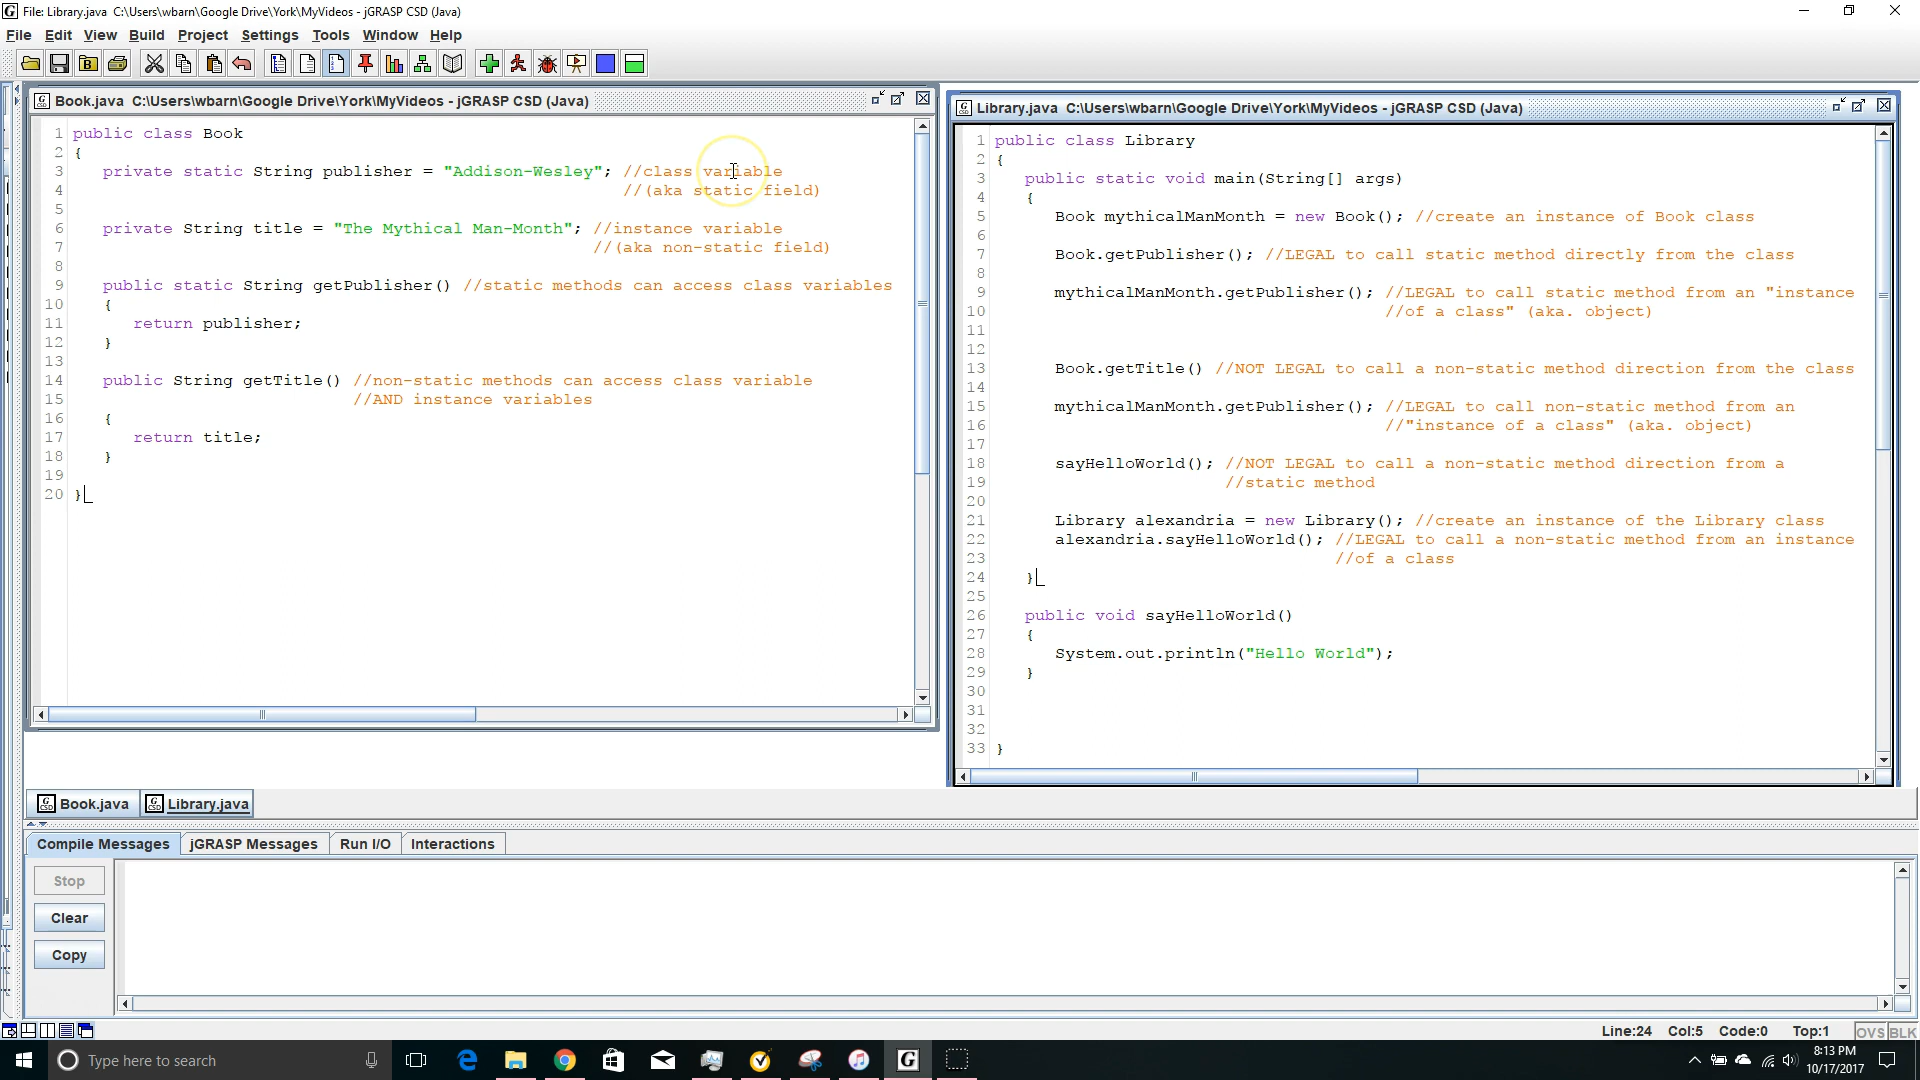 File: Library.java C:\Users\wbarn\Google Drive\York\MyVideos - jGRASP CSD (Java)
File Edit View Build Project Settings Tools Window Help
Book.java C:\Users\wbarn\Google Drive\York\MyVideos - jGRASP CSD (Java)
1 public class Book
2 {
3 private static String publisher = "Addison-Wesley"; //class variable
4 //(aka static field)
5
6 private String title = "The Mythical Man-Month"; //instance variable
7 //(aka non-static field)
8
9 public static String getPublisher() //static methods can access class variables
10 {
11 return publisher;
12 }
13
14 public String getTitle() //non-static methods can access class variable
15 //AND instance variables
16 {
17 return title;
18 }
19
20 }
Library.java C:\Users\wbarn\Google Drive\York\MyVideos - jGRASP CSD (Java)
1 public class Library
2 {
3 public static void main(String[] args)
4 {
5 Book mythicalManMonth = new Book(); //create an instance of Book class
6
7 Book.getPublisher(); //LEGAL to call static method directly from the class
8
9 mythicalManMonth.getPublisher(); //LEGAL to call static method from an "instance
10 //of a class" (aka. object)
11
12
13 Book.getTitle() //NOT LEGAL to call a non-static method direction from the class
14
15 mythicalManMonth.getPublisher(); //LEGAL to call non-static method from an
16 //"instance of a class" (aka. object)
17
18 sayHelloWorld(); //NOT LEGAL to call a non-static method direction from a
19 //static method
20
21 Library alexandria = new Library(); //create an instance of the Library class
22 alexandria.sayHelloWorld(); //LEGAL to call a non-static method from an instance
23 //of a class
24 }
25
26 public void sayHelloWorld()
27 {
28 System.out.println("Hello World");
29 }
30
31
32
33 }
Book.java Library.java
Compile Messages jGRASP Messages Run I/O Interactions
Stop
Clear
Copy
Line:24 Col:5 Code:0 Top:1 OVS BLK
Type here to search
8:13 PM
10/17/2017